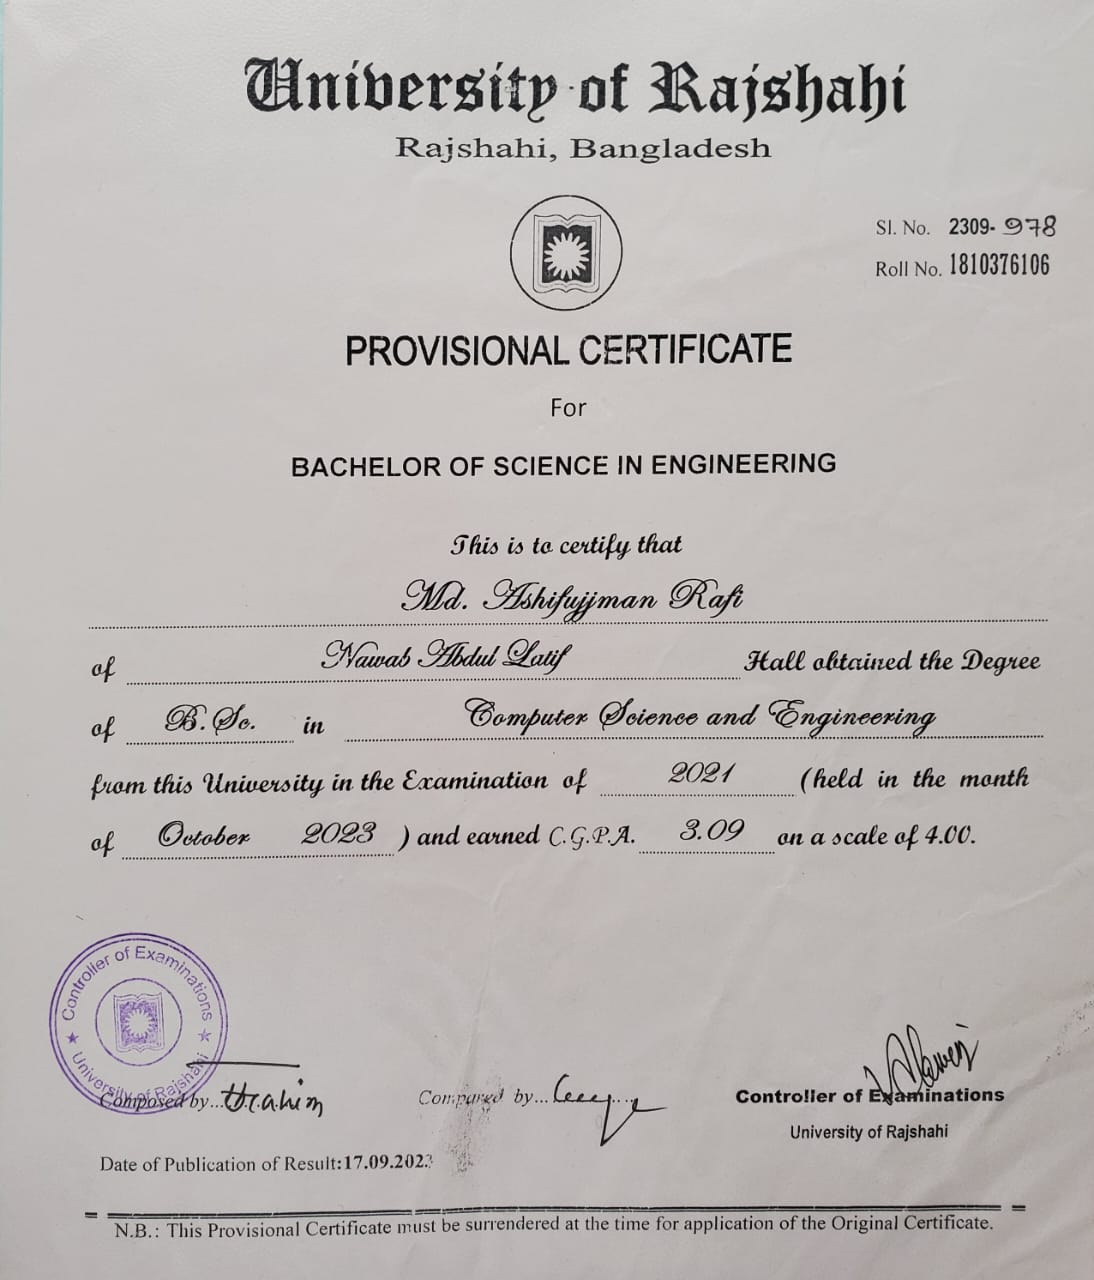 University of Rajshahi
Rajshahi, Bangladesh
Sl. No. 2309-978
Roll No. 1810376106
PROVISIONAL CERTIFICATE
For
BACHELOR OF SCIENCE IN ENGINEERING
This is to certify that
Md. Ashifujjman Rafi
of Nawab Abdul Latif Hall obtained the Degree
of B.Sc. in Computer Science and Engineering
from this University in the Examination of 2021 (held in the month
of October 2023 ) and earned C.G.P.A. 3.09 on a scale of 4.00.
Controller of Examinations
University of Rajshahi
Composed by...
Compared by...
Controller of Examinations
University of Rajshahi
Date of Publication of Result:17.09.2023
N.B.: This Provisional Certificate must be surrendered at the time for application of the Original Certificate.